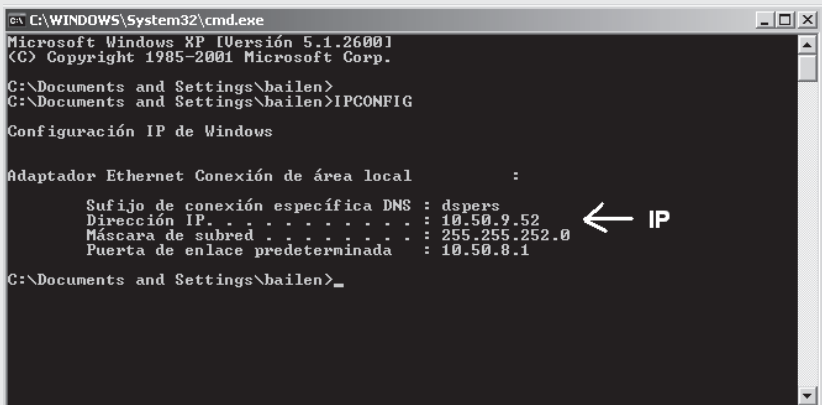 C:\WINDOWS\System32\cmd.exe
Microsoft Windows XP [Versión 5.1.2600]
(C) Copyright 1985-2001 Microsoft Corp.
C:\Documents and Settings\bailen>
C:\Documents and Settings\bailen>IPCONFIG
Configuración IP de Windows
Adaptador Ethernet Conexión de área local :
Sufijo de conexión específica DNS : dspers
Dirección IP. . . . . . . . . . . : 10.50.9.52
IP
Máscara de subred . . . . . . . . : 255.255.252.0
Puerta de enlace predeterminada : 10.50.8.1
C:\Documents and Settings\bailen>_